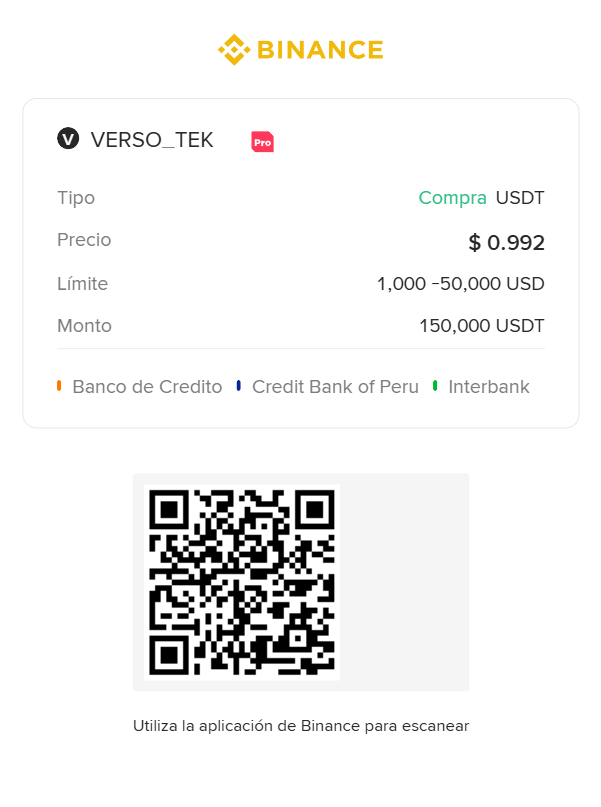 BINANCE
V VERSO_TEK Pro
Tipo Compra USDT
Precio $ 0.992
Límite 1,000 -50,000 USD
Monto 150,000 USDT
Banco de Credito Credit Bank of Peru Interbank
Utiliza la aplicación de Binance para escanear